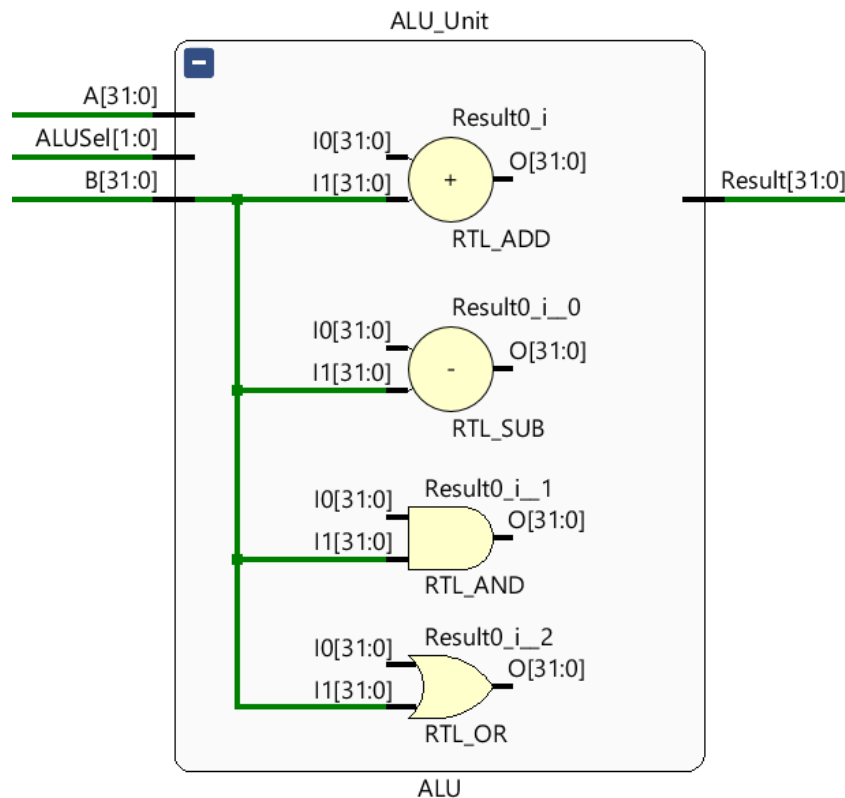 ALU_Unit
A[31:0]
ALUSel[1:0]
B[31:0]
Result0_i
I0[31:0]
O[31:0]
I1[31:0]
+
RTL_ADD
Result[31:0]
Result0_i__0
I0[31:0]
O[31:0]
I1[31:0]
-
RTL_SUB
Result0_i__1
I0[31:0]
O[31:0]
I1[31:0]
RTL_AND
Result0_i__2
I0[31:0]
O[31:0]
I1[31:0]
RTL_OR
ALU